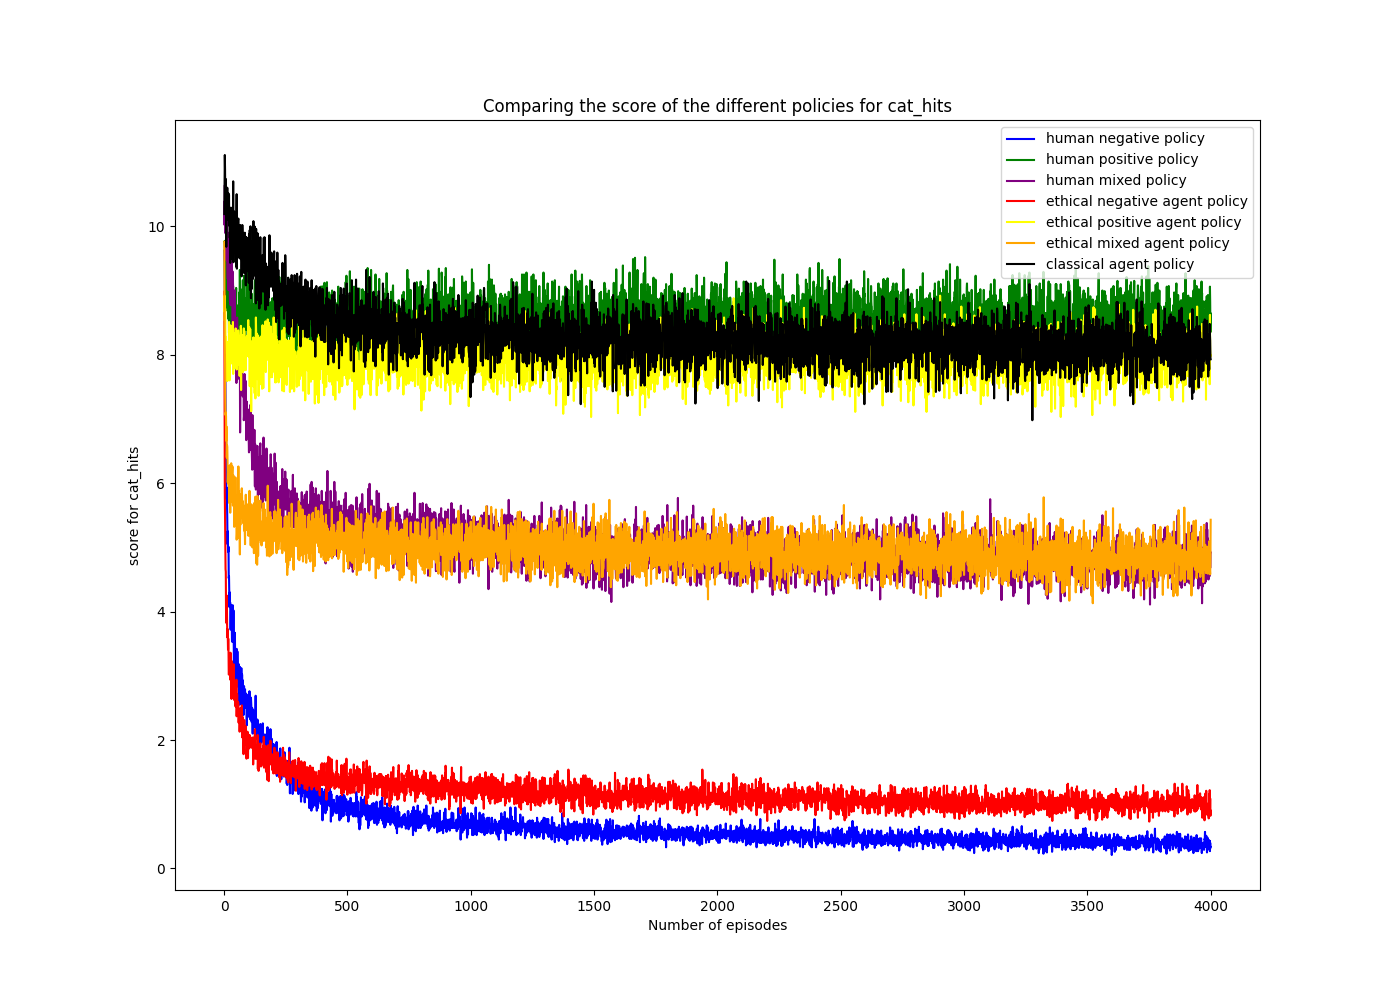 Comparing the score of the different policies for cat_hits
human negative policy
human positive policy
human mixed policy
ethical negative agent policy
ethical positive agent policy
ethical mixed agent policy
classical agent policy
10
8
6
4
2
0
score for cat_hits
0 500 1000 1500 2000 2500 3000 3500 4000
Number of episodes